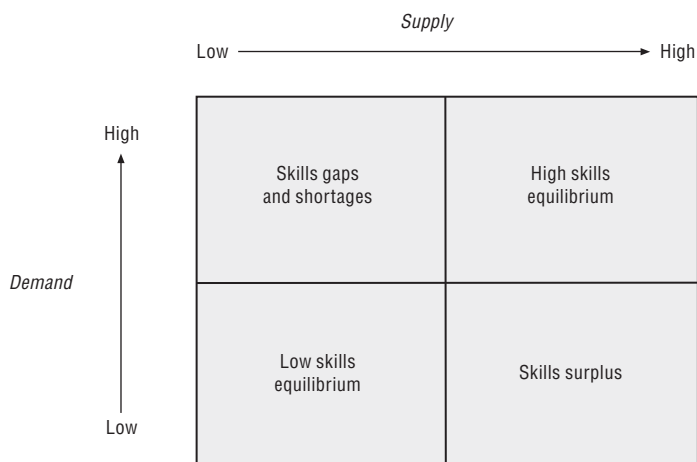 Supply
Low
High
High
Skills gaps
and shortages
High skills
equilibrium
Demand
Low skills
equilibrium
Skills surplus
Low